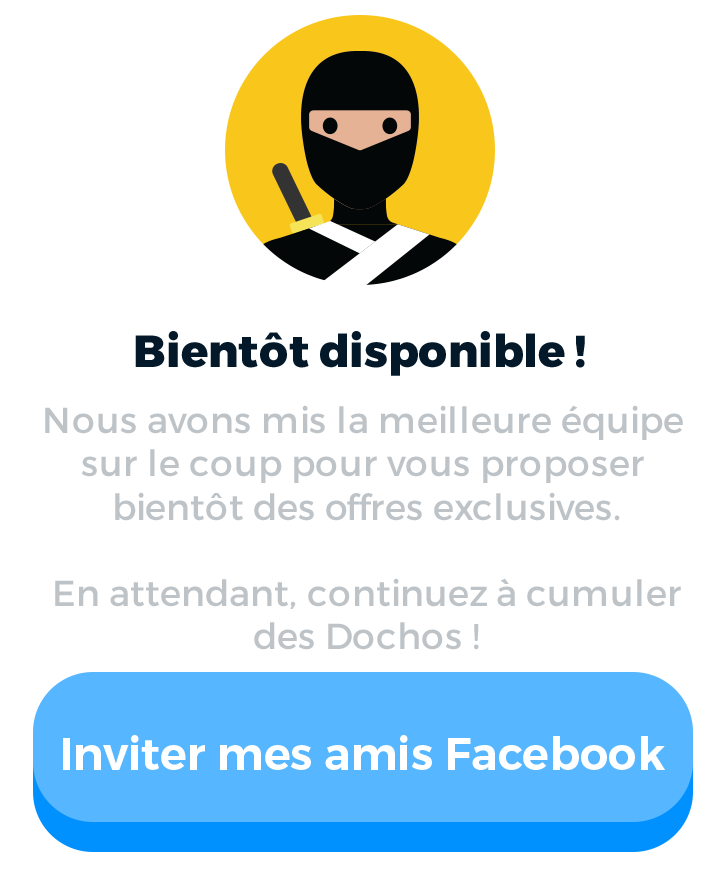 Bientôt disponible !
Nous avons mis la meilleure équipe
sur le coup pour vous proposer
bientôt des offres exclusives.
En attendant, continuez à cumuler
des Dochos !
Inviter mes amis Facebook